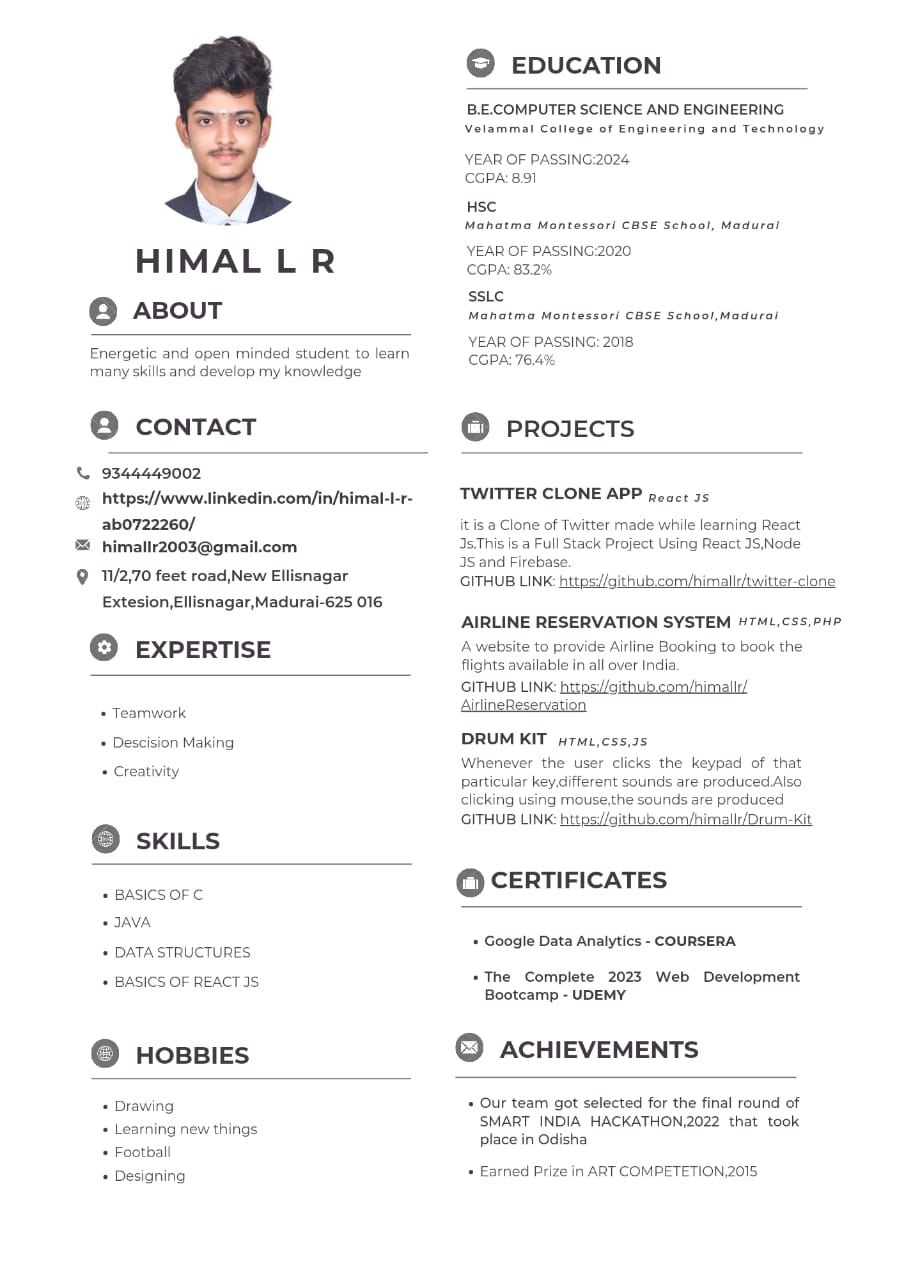 HIMAL L R
ABOUT
Energetic and open minded student to learn
many skills and develop my knowledge
CONTACT
9344449002
https://www.linkedin.com/in/himal-l-r-
ab0722260/
himallr2003@gmail.com
11/2,70 feet road,New Ellisnagar
Extesion,Ellisnagar,Madurai-625 016
EXPERTISE
• Teamwork
• Descision Making
• Creativity
SKILLS
• BASICS OF C
• JAVA
• DATA STRUCTURES
• BASICS OF REACT JS
HOBBIES
• Drawing
• Learning new things
• Football
• Designing
EDUCATION
B.E.COMPUTER SCIENCE AND ENGINEERING
Velammal College of Engineering and Technology
YEAR OF PASSING:2024
CGPA: 8.91
HSC
Mahatma Montessori CBSE School, Madurai
YEAR OF PASSING:2020
CGPA: 83.2%
SSLC
Mahatma Montessori CBSE School,Madurai
YEAR OF PASSING: 2018
CGPA: 76.4%
PROJECTS
TWITTER CLONE APP React JS
it is a Clone of Twitter made while learning React
Js.This is a Full Stack Project Using React JS,Node
JS and Firebase.
GITHUB LINK: https://github.com/himallr/twitter-clone
AIRLINE RESERVATION SYSTEM HTML,CSS,PHP
A website to provide Airline Booking to book the
flights available in all over India.
GITHUB LINK: https://github.com/himallr/
AirlineReservation
DRUM KIT HTML,CSS,JS
Whenever the user clicks the keypad of that
particular key,different sounds are produced.Also
clicking using mouse,the sounds are produced
GITHUB LINK: https://github.com/himallr/Drum-Kit
CERTIFICATES
• Google Data Analytics - COURSERA
• The Complete 2023 Web Development
Bootcamp - UDEMY
ACHIEVEMENTS
• Our team got selected for the final round of
SMART INDIA HACKATHON,2022 that took
place in Odisha
• Earned Prize in ART COMPETETION,2015